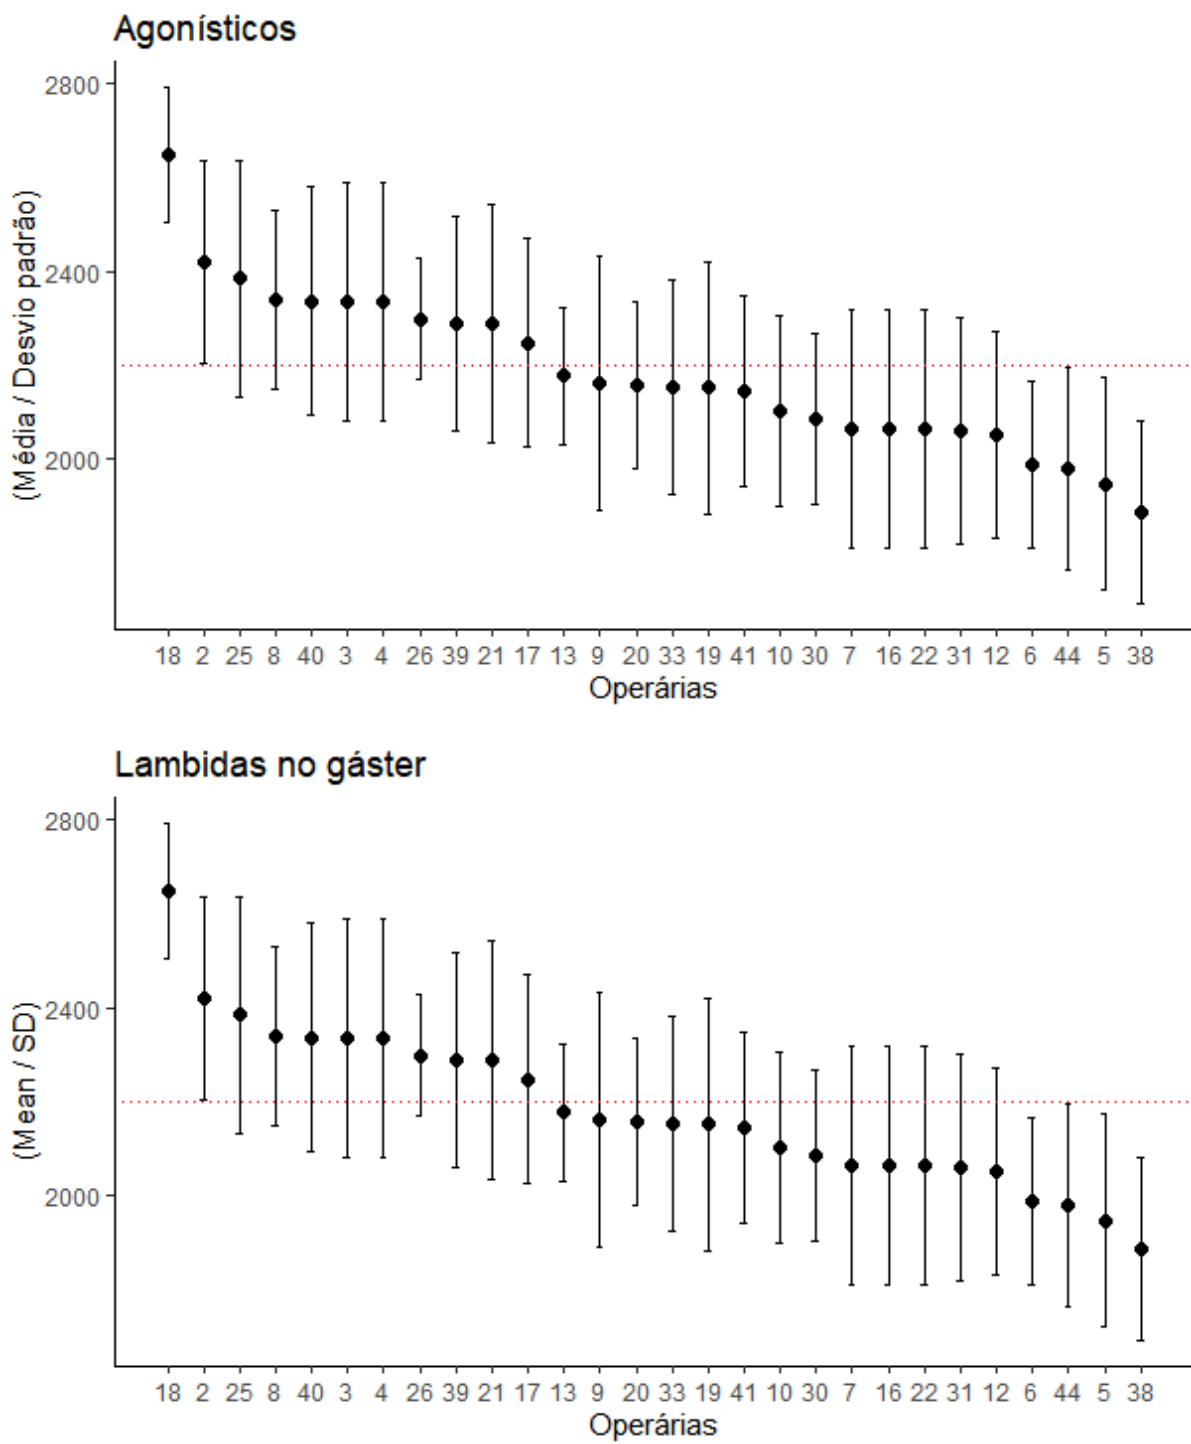 Agonísticos
(Média / Desvio padrão)
2800
2400
2000
18 2 25 8 40 3 4 26 39 21 17 13 9 20 33 19 41 10 30 7 16 22 31 12 6 44 5 38
Operárias
Lambidas no gáster
(Mean / SD)
2800
2400
2000
18 2 25 8 40 3 4 26 39 21 17 13 9 20 33 19 41 10 30 7 16 22 31 12 6 44 5 38
Operárias